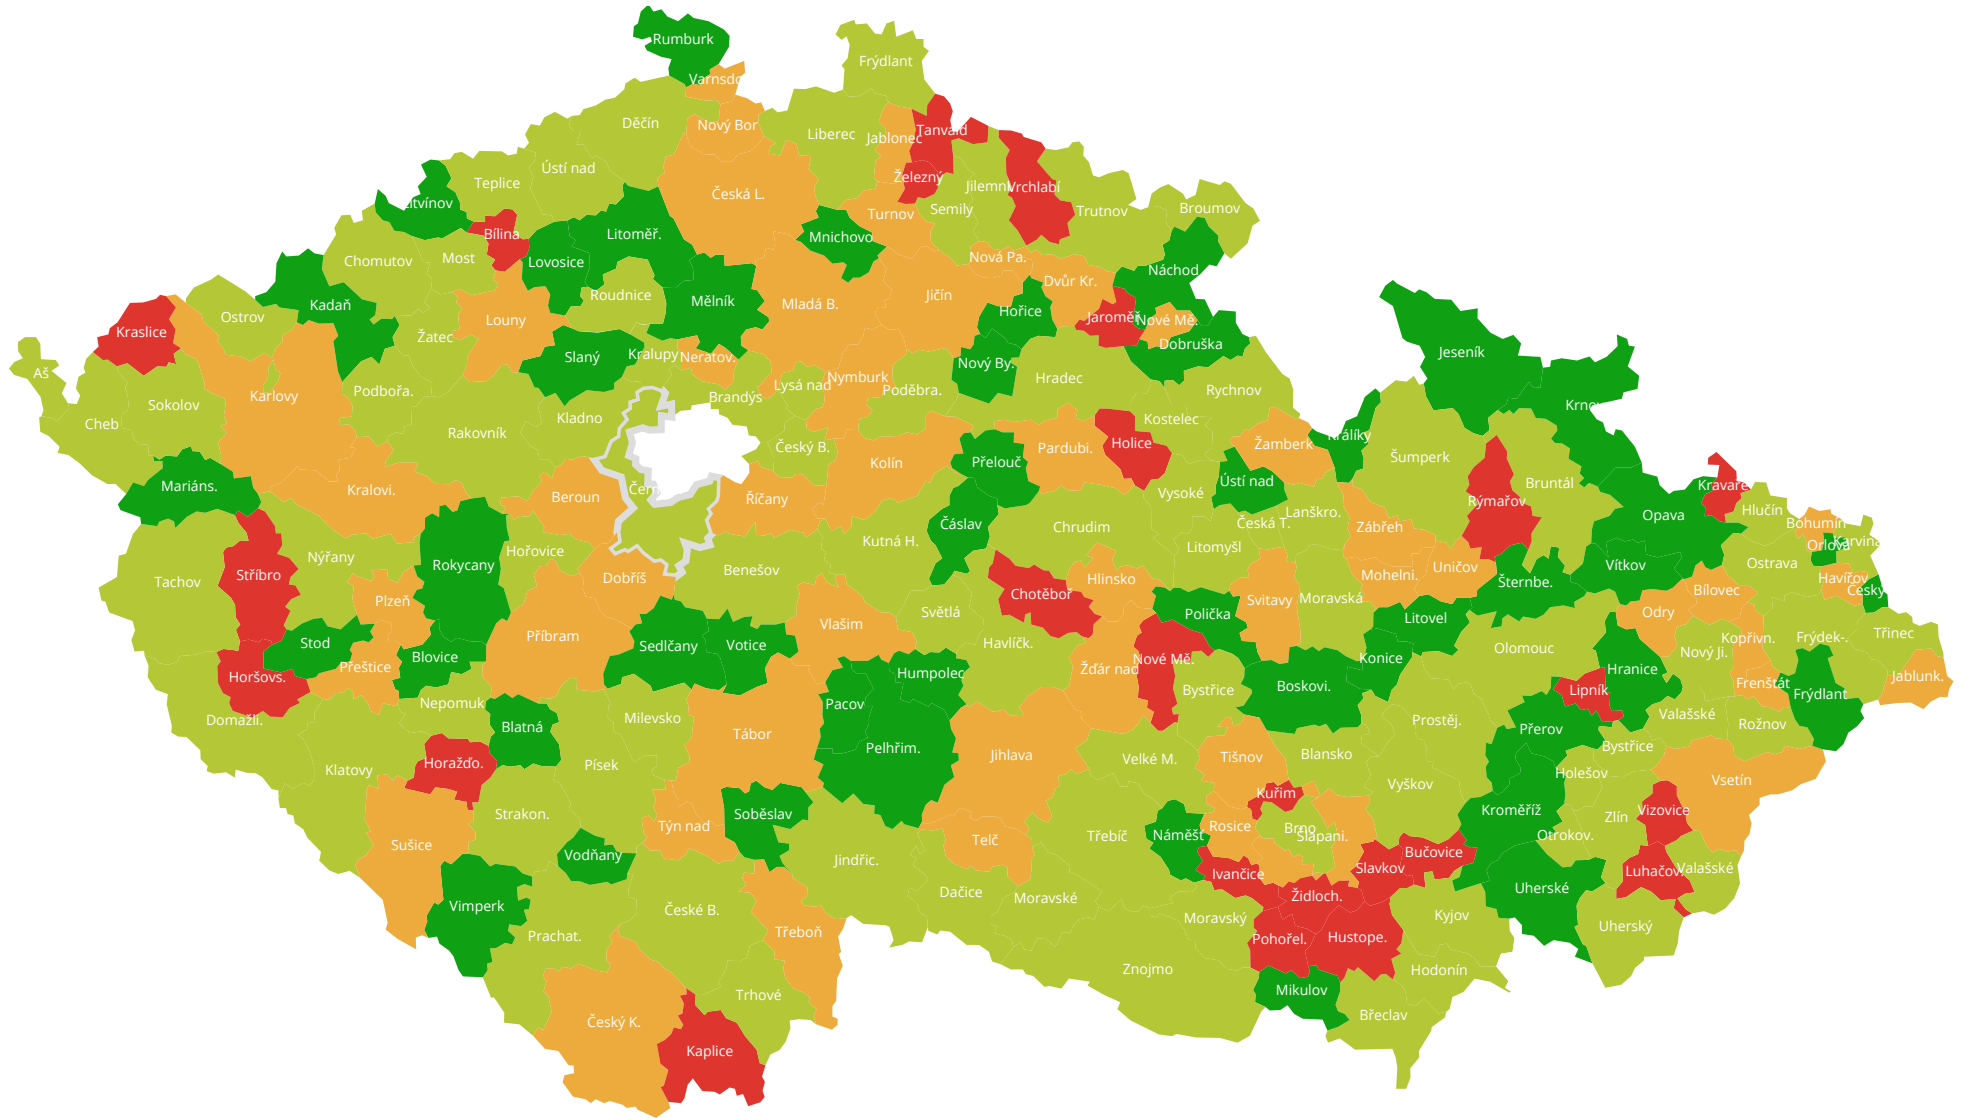 Rumburk
Frýdlant
Varnsdo
Děčín
Nový Bor
Liberec
Jablonec
Tanvald
Ústí nad
Teplice
Železný
Jilemni
Vrchlabí
Česká L.
Litvínov
Semily
Trutnov
Broumov
Turnov
Bílina
Litoměř.
Mnichovo
Most
Chomutov
Lovosice
Nová Pa.
Náchod
Dvůr Kr.
Roudnice
Mělník
Mladá B.
Jičín
Kadaň
Ostrov
Louny
Hořice
Jaroměř
Nové Mě.
Kraslice
Žatec
Dobruška
Jeseník
Slaný
Kralupy
Neratov.
Nový By.
Aš
Hradec
Nymburk
Lysá nad
Poděbra.
Rychnov
Podbořa.
Karlovy
Brandýs
Sokolov
Krnov
Kladno
Kostelec
Cheb
Rakovník
Králíky
Holice
Žamberk
Český B.
Pardubi.
Šumperk
Kolín
Přelouč
Ústí nad
Bruntál
Mariáns.
Kralovi.
Čern
Kravaře
Vysoké
Beroun
Říčany
Rýmařov
Lanškro.
Hlučín
Opava
Čáslav
Chrudim
Česká T.
Zábřeh
Bohumín
Kutná H.
Karviná
Orlová
Hořovice
Litomyšl
Nýřany
Rokycany
Vítkov
Ostrava
Uničov
Stříbro
Benešov
Mohelni.
Dobříš
Hlinsko
Havířov
Tachov
Šternbe.
Český
Bílovec
Chotěboř
Plzeň
Svitavy
Moravská
Světlá
Odry
Polička
Litovel
Vlašim
Příbram
Třinec
Frýdek-.
Kopřivn.
Stod
Havlíčk.
Sedlčany
Votice
Olomouc
Nový Ji.
Blovice
Konice
Nové Mě.
Přeštice
Žďár nad
Hranice
Humpolec
Horšovs.
Jablunk.
Frenštát
Boskovi.
Bystřice
Lipník
Frýdlant
Nepomuk
Pacov
Valašské
Milevsko
Domažli.
Prostěj.
Rožnov
Blatná
Přerov
Tábor
Pelhřim.
Bystřice
Jihlava
Blansko
Tišnov
Velké M.
Horažďo.
Písek
Klatovy
Holešov
Vsetín
Vyškov
Kuřim
Strakon.
Soběslav
Kroměříž
Vizovice
Zlín
Týn nad
Rosice
Brno
Šlapani.
Třebíč
Náměšť
Otrokov.
Telč
Sušice
Bučovice
Vodňany
Jindřic.
Slavkov
Valašské
Luhačov.
Ivančice
Uherské
Dačice
Židloch.
Moravské
Vimperk
České B.
Kyjov
Moravský
Uherský
Třeboň
Prachat.
Hustope.
Pohořel.
Znojmo
Hodonín
Mikulov
Trhové
Břeclav
Český K.
Kaplice